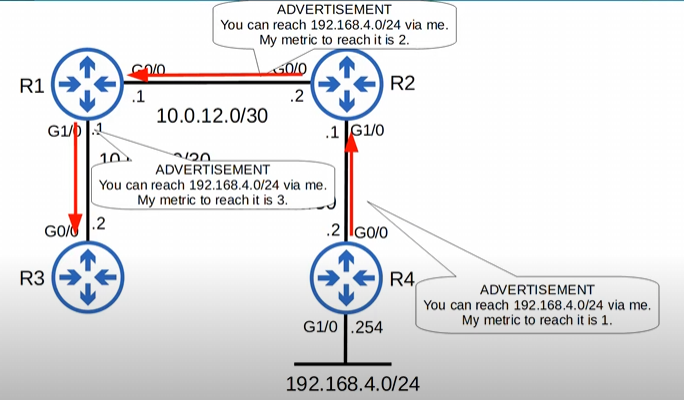 ADVERTISEMENT
You can reach 192.168.4.0/24 via me.
My metric to reach it is 2.
G0/0
G0/0
R1
R2
.1
.2
10.0.12.0/30
G1/0
.1
.1
G1/0
ADVERTISEMENT
You can reach 192.168.4.0/24 via me.
My metric to reach it is 3.
G0/0
.2
.2
G0/0
R3
R4
ADVERTISEMENT
You can reach 192.168.4.0/24 via me.
My metric to reach it is 1.
G1/0
.254
192.168.4.0/24